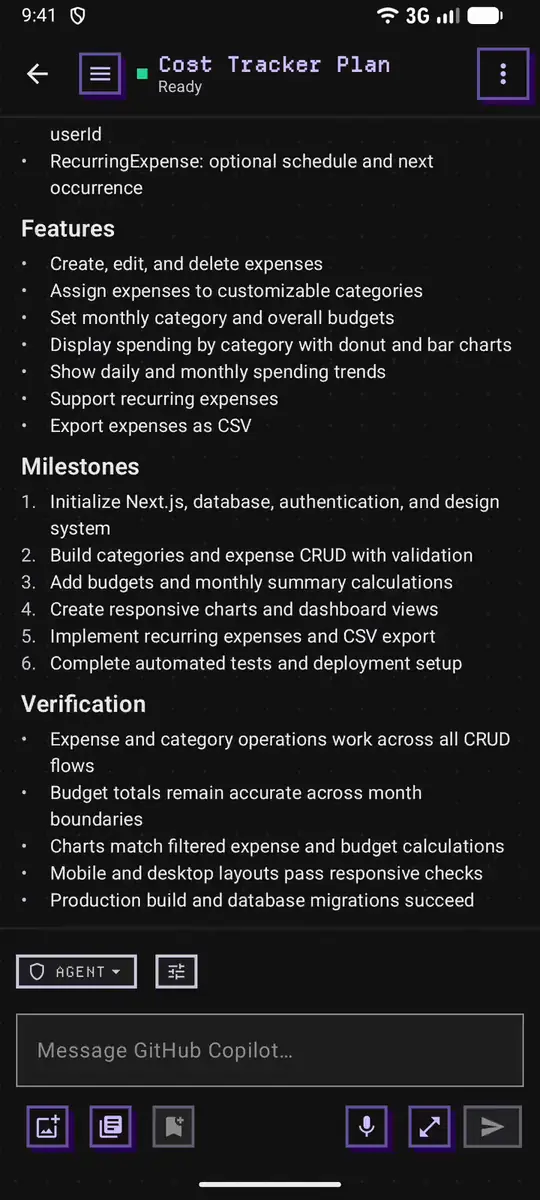 9:41
3G
Cost Tracker Plan
Ready
userId
• RecurringExpense: optional schedule and next
occurrence
Features
• Create, edit, and delete expenses
• Assign expenses to customizable categories
• Set monthly category and overall budgets
• Display spending by category with donut and bar charts
• Show daily and monthly spending trends
• Support recurring expenses
• Export expenses as CSV
Milestones
1. Initialize Next.js, database, authentication, and design
system
2. Build categories and expense CRUD with validation
3. Add budgets and monthly summary calculations
4. Create responsive charts and dashboard views
5. Implement recurring expenses and CSV export
6. Complete automated tests and deployment setup
Verification
• Expense and category operations work across all CRUD
flows
• Budget totals remain accurate across month
boundaries
• Charts match filtered expense and budget calculations
• Mobile and desktop layouts pass responsive checks
• Production build and database migrations succeed
AGENT
Message GitHub Copilot…